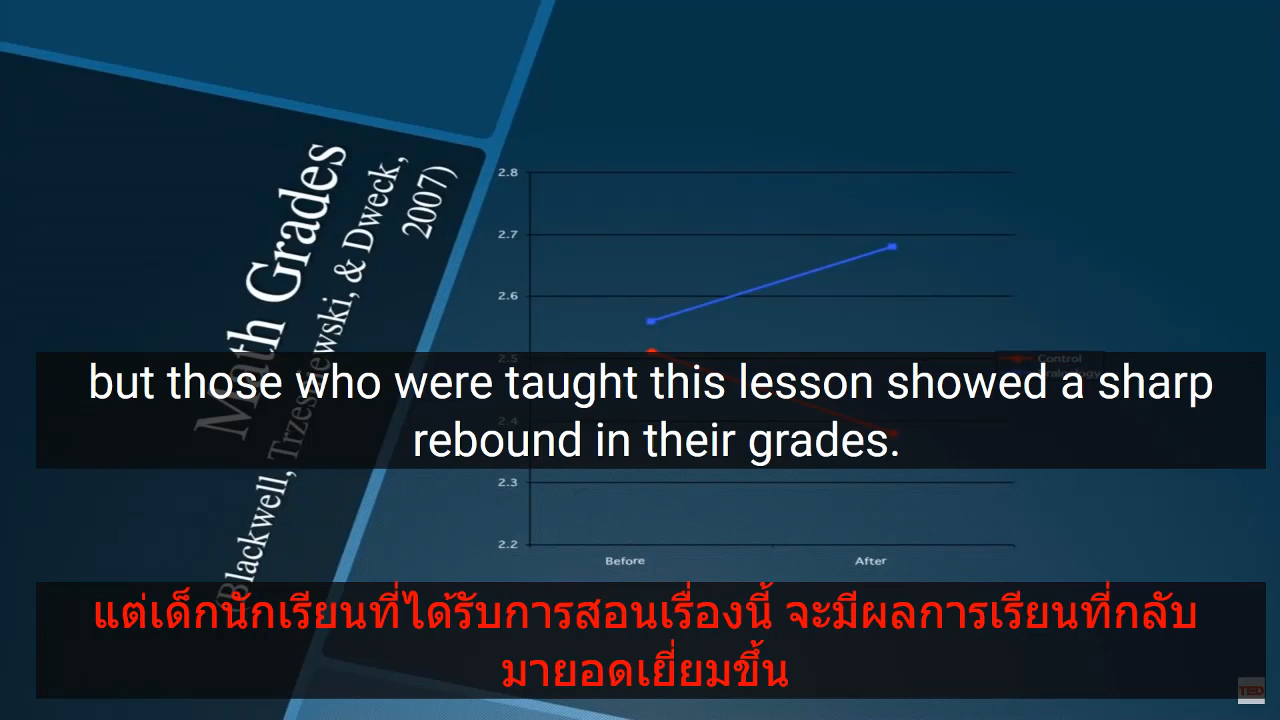 Math Grades
(Blackwell, Trzesniewski, & Dweck,
2007)
2.8
2.7
2.6
2.5
2.4
2.3
2.2
Before
After
Control
but those who were taught this lesson showed a sharp
rebound in their grades.
แต่เด็กนักเรียนที่ได้รับการสอนเรื่องนี้ จะมีผลการเรียนที่กลับ
มายอดเยี่ยมขึ้น
TED